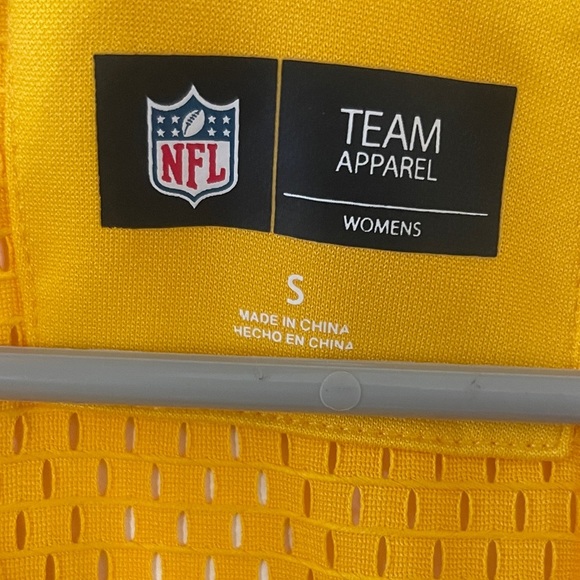 NFL
TEAM
APPAREL
WOMENS
S
MADE IN CHINA
HECHO EN CHINA